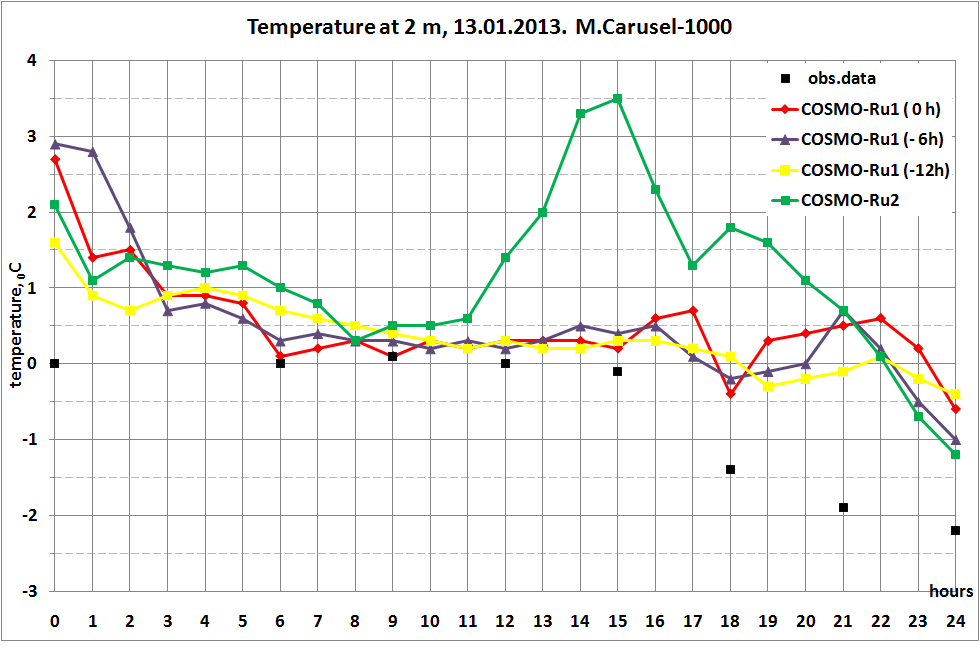 Temperature at 2 m, 13.01.2013. M.Carusel-1000
4
3
2
1
0
-1
-2
-3
temperature, ₀C
obs.data
COSMO-Ru1 ( 0 h)
COSMO-Ru1 (- 6h)
COSMO-Ru1 (-12h)
COSMO-Ru2
hours
0 1 2 3 4 5 6 7 8 9 10 11 12 13 14 15 16 17 18 19 20 21 22 23 24